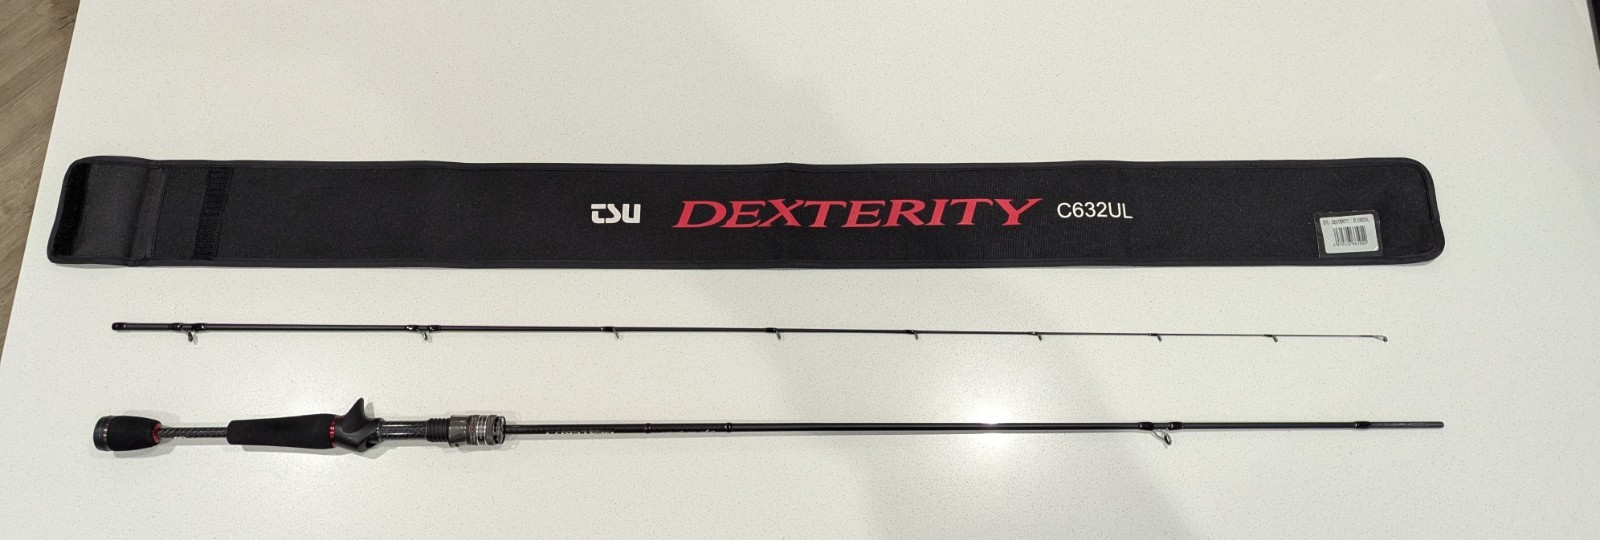 TSU DEXTERITY C632UL